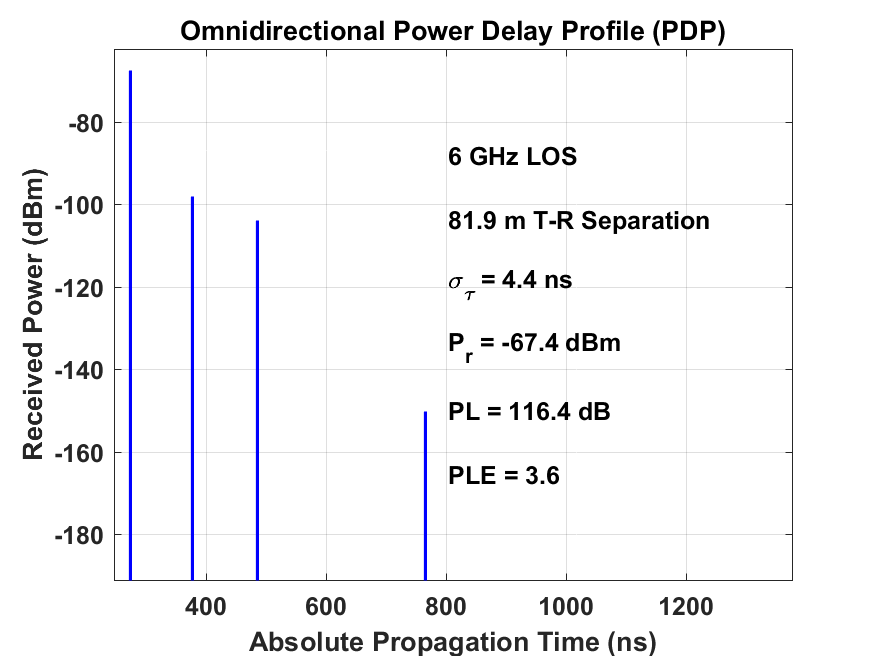 Omnidirectional Power Delay Profile (PDP)
Received Power (dBm)
-80
-100
-120
-140
-160
-180
6 GHz LOS
81.9 m T-R Separation
σ_τ = 4.4 ns
P_r = -67.4 dBm
PL = 116.4 dB
PLE = 3.6
400 600 800 1000 1200
Absolute Propagation Time (ns)